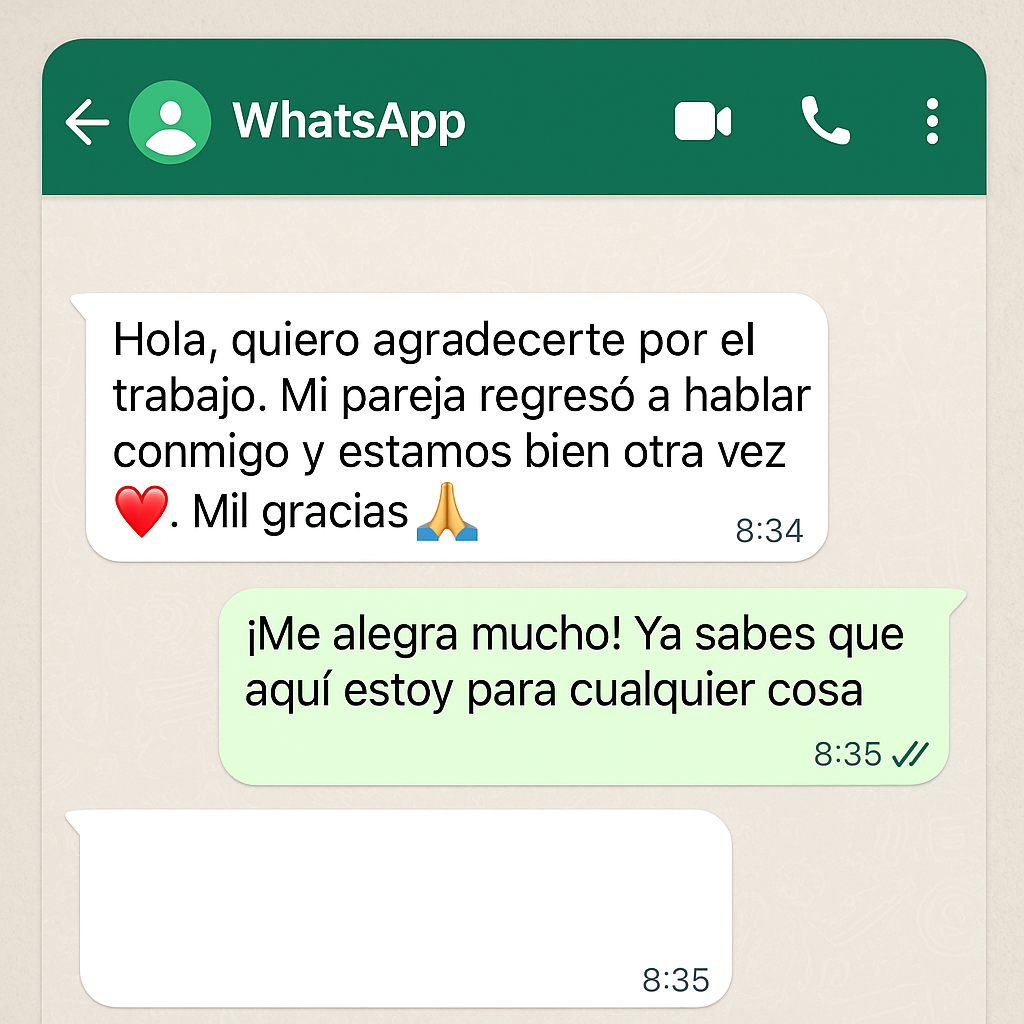 WhatsApp
Hola, quiero agradecerte por el
trabajo. Mi pareja regresó a hablar
conmigo y estamos bien otra vez
❤️. Mil gracias 🙏
8:34
¡Me alegra mucho! Ya sabes que
aquí estoy para cualquier cosa
8:35
8:35